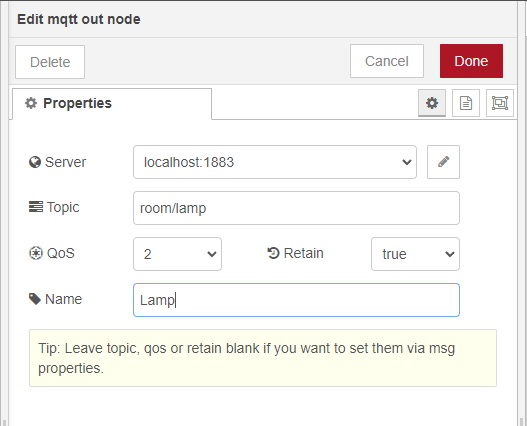 Edit mqtt out node
Delete
Cancel
Done
Properties
Server
localhost:1883
Topic
room/lamp
QoS
2
Retain
true
Name
Lamp
Tip: Leave topic, qos or retain blank if you want to set them via msg
properties.